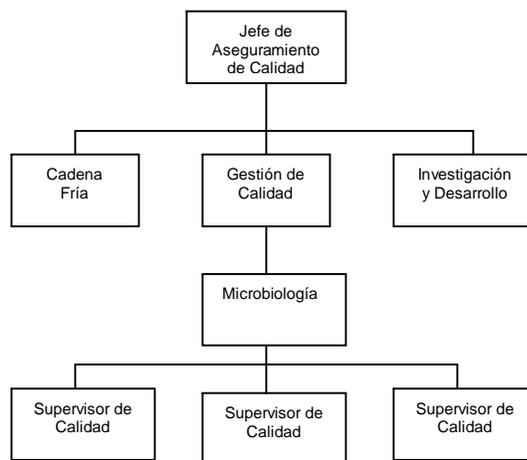 Jefe de
Aseguramiento
de Calidad
Cadena
Fría
Gestión de
Calidad
Investigación
y Desarrollo
Microbiología
Supervisor de
Calidad
Supervisor de
Calidad
Supervisor de
Calidad